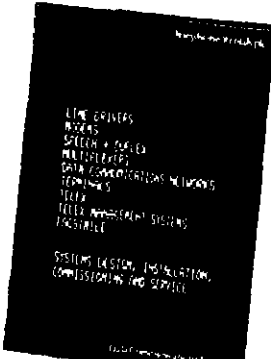 LINE DRIVERS
MODEMS
SPEECH + DUPLEX
MULTIPLEXERS
DATA COMMUNICATIONS NETWORKS
TERMINALS
TELEX
TELEX MANAGEMENT SYSTEMS
FACSIMILE
SYSTEMS DESIGN, INSTALLATION,
COMMISSIONING AND SERVICE